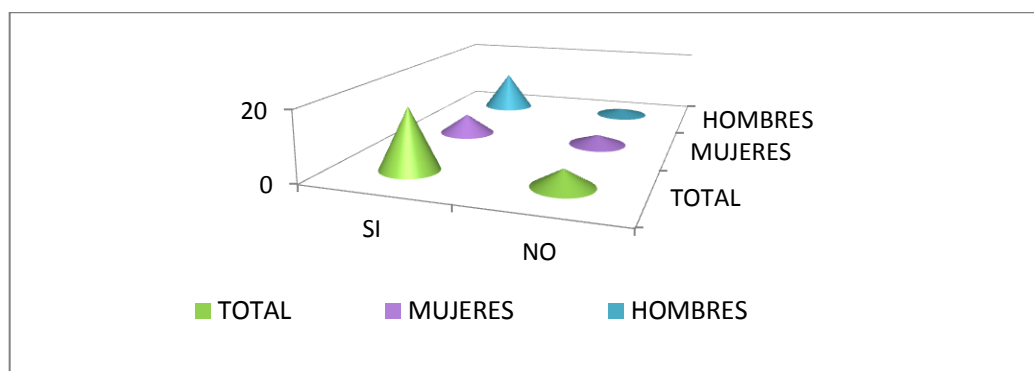 20
0
SI
NO
HOMBRES
MUJERES
TOTAL
TOTAL MUJERES HOMBRES